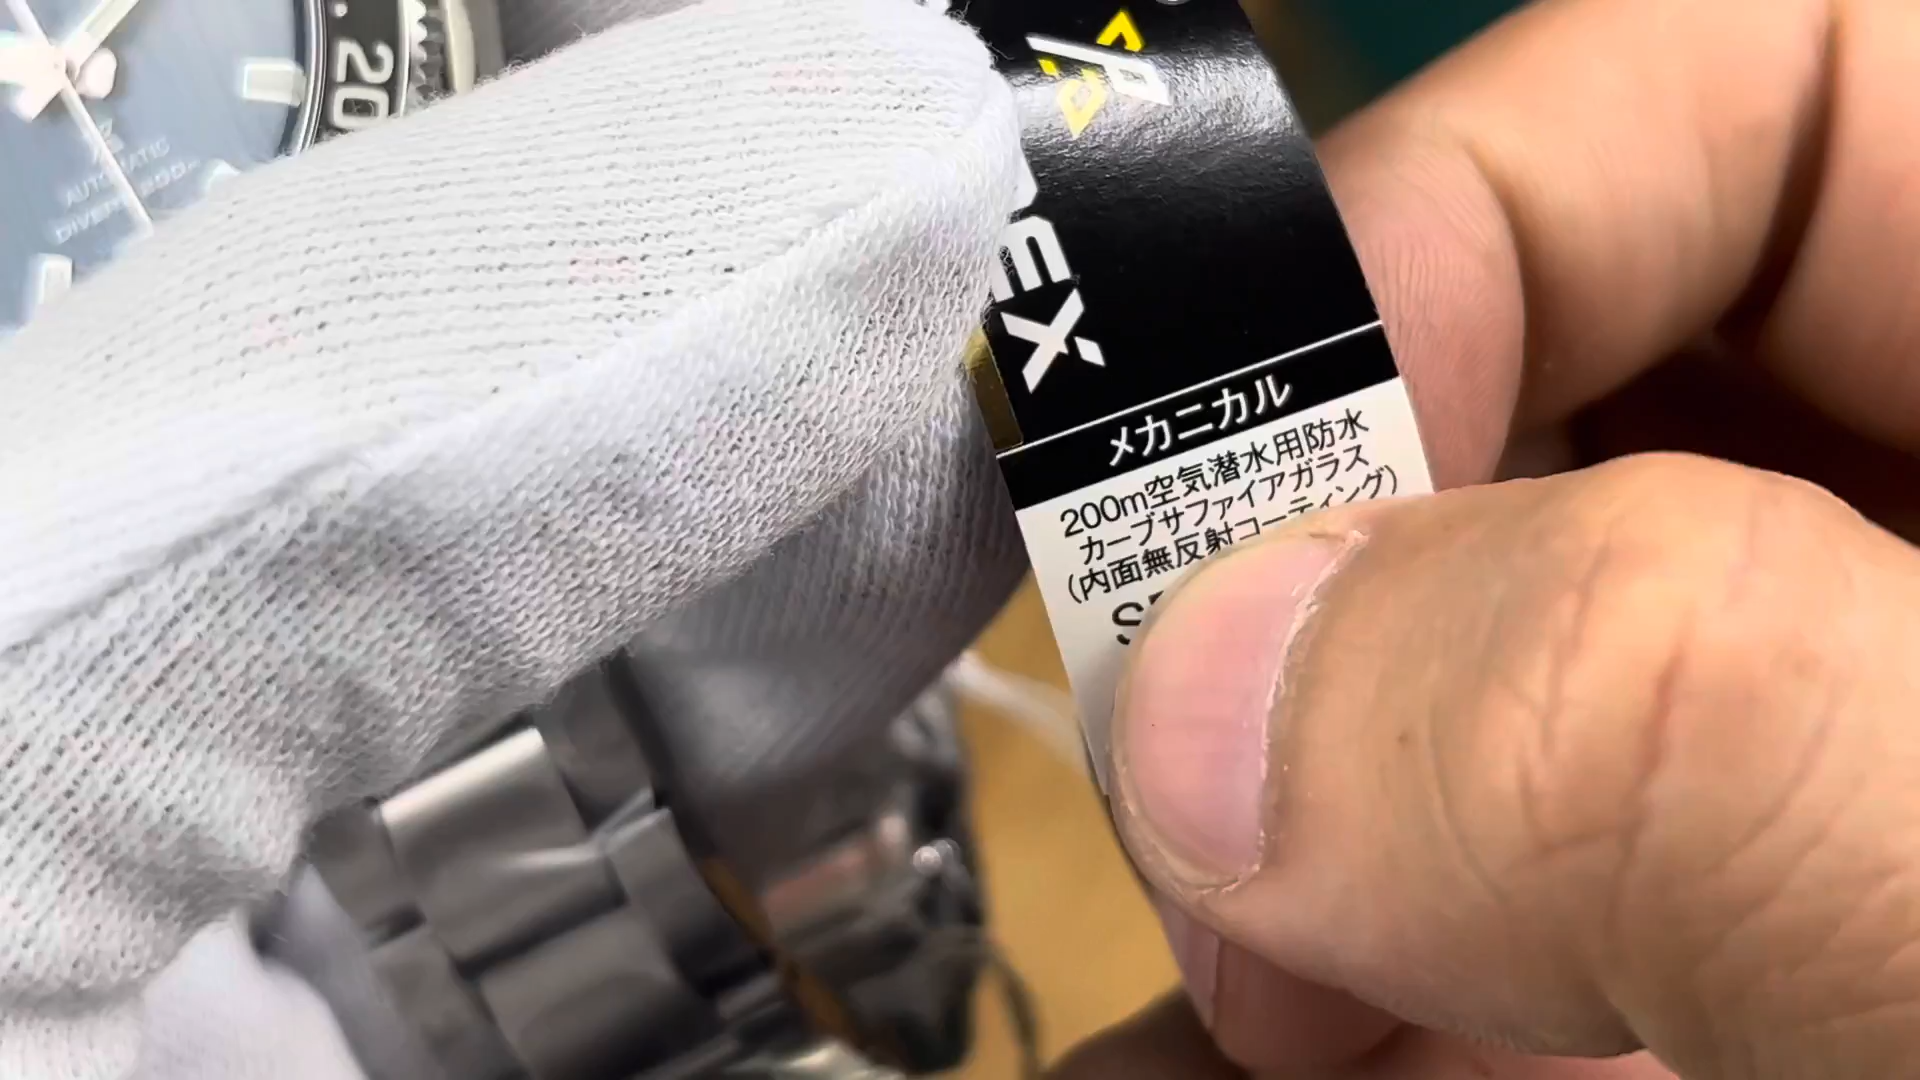 20
AUTOMATIC
DIVER'S 200m
EX
メカニカル
200m空気潜水用防水
カーブサファイアガラス
(内面無反射コーティング)
S